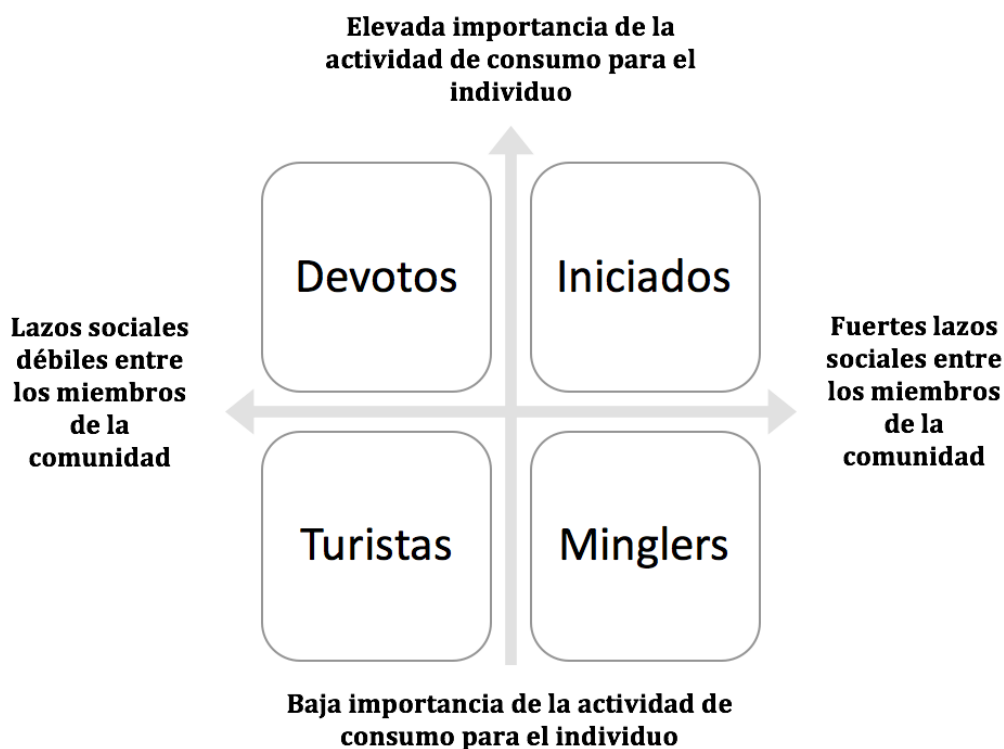 Elevada importancia de la
actividad de consumo para el
individuo
Devotos
Iniciados
Lazos sociales
débiles entre
los miembros
de la
comunidad
Fuertes lazos
sociales entre
los miembros
de la
comunidad
Turistas
Minglers
Baja importancia de la actividad de
consumo para el individuo